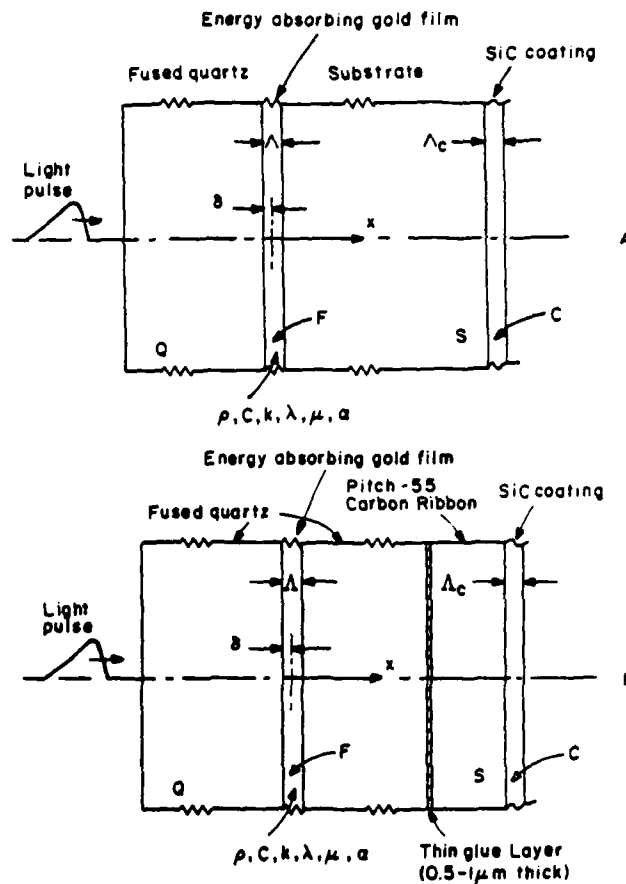 Energy absorbing gold film
SiC coating
Fused quartz
Substrate
Λ
Λc
Light
pulse
δ
x
A
F
C
Q
S
ρ, C, k, λ, μ, α
Energy absorbing gold film
Pitch-55
Carbon Ribbon
SiC coating
Fused quartz
Λ
Λc
Light
pulse
δ
x
F
C
Q
S
ρ, C, k, λ, μ, α
Thin glue Layer
(0.5-1μm thick)